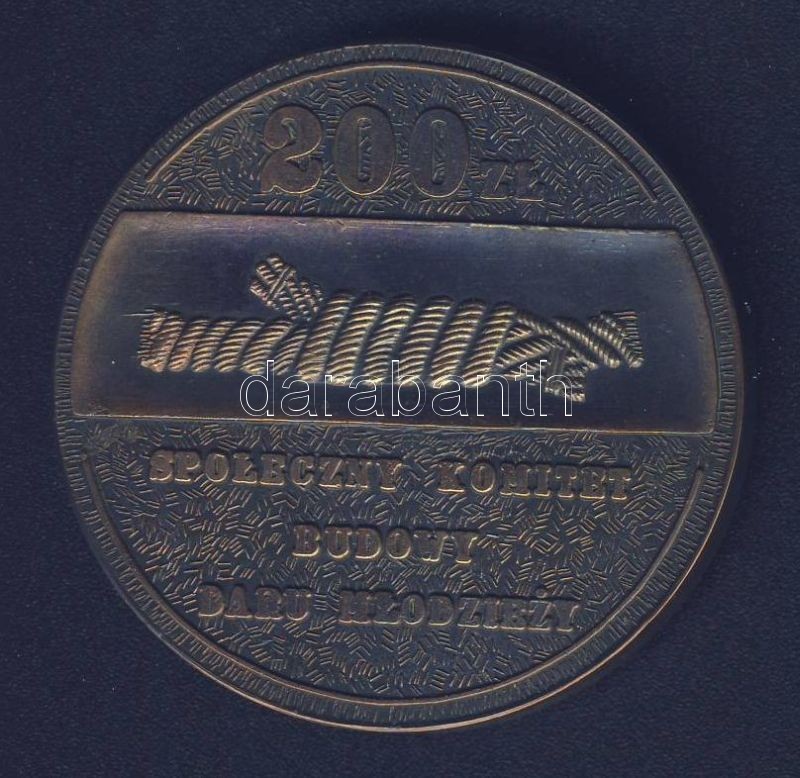 200 ZŁ
darabanth
SPOŁECZNY KOMITET
BUDOWY
DARU MŁODZIEŻY